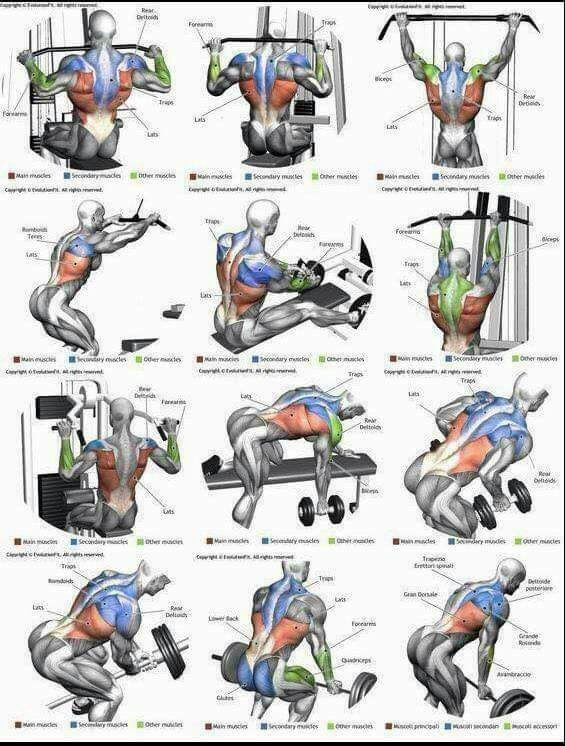 Copyright © EvolutionFit. All rights reserved.
Rear
Deltoids
Forearms
Traps
Lats
Main muscles Secondary muscles Other muscles
Copyright © EvolutionFit. All rights reserved.
Forearms
Traps
Lats
Main muscles Secondary muscles Other muscles
Copyright © EvolutionFit. All rights reserved.
Biceps
Rear
Deltoids
Traps
Lats
Main muscles Secondary muscles Other muscles
Copyright © EvolutionFit. All rights reserved.
Romboids
Teres
Lats
Main muscles Secondary muscles Other muscles
Copyright © EvolutionFit. All rights reserved.
Traps
Rear
Deltoids
Forearms
Lats
Main muscles Secondary muscles Other muscles
Copyright © EvolutionFit. All rights reserved.
Forearms
Biceps
Traps
Lats
Main muscles Secondary muscles Other muscles
Copyright © EvolutionFit. All rights reserved.
Rear
Deltoids
Forearms
Lats
Main muscles Secondary muscles Other muscles
Copyright © EvolutionFit. All rights reserved.
Traps
Lats
Rear
Deltoids
Biceps
Main muscles Secondary muscles Other muscles
Copyright © EvolutionFit. All rights reserved.
Traps
Lats
Rear
Deltoids
Main muscles Secondary muscles Other muscles
Copyright © EvolutionFit. All rights reserved.
Traps
Romdoids
Lats
Rear
Deltoids
Main muscles Secondary muscles Other muscles
Copyright © EvolutionFit. All rights reserved.
Traps
Lats
Lower Back
Forearms
Quadriceps
Glutes
Main muscles Secondary muscles Other muscles
Trapezio
Erettori spinali
Deltoide
posteriore
Gran Dorsale
Grande
Rotondo
Avambraccio
Muscoli principali Muscoli secondari Muscoli accessori